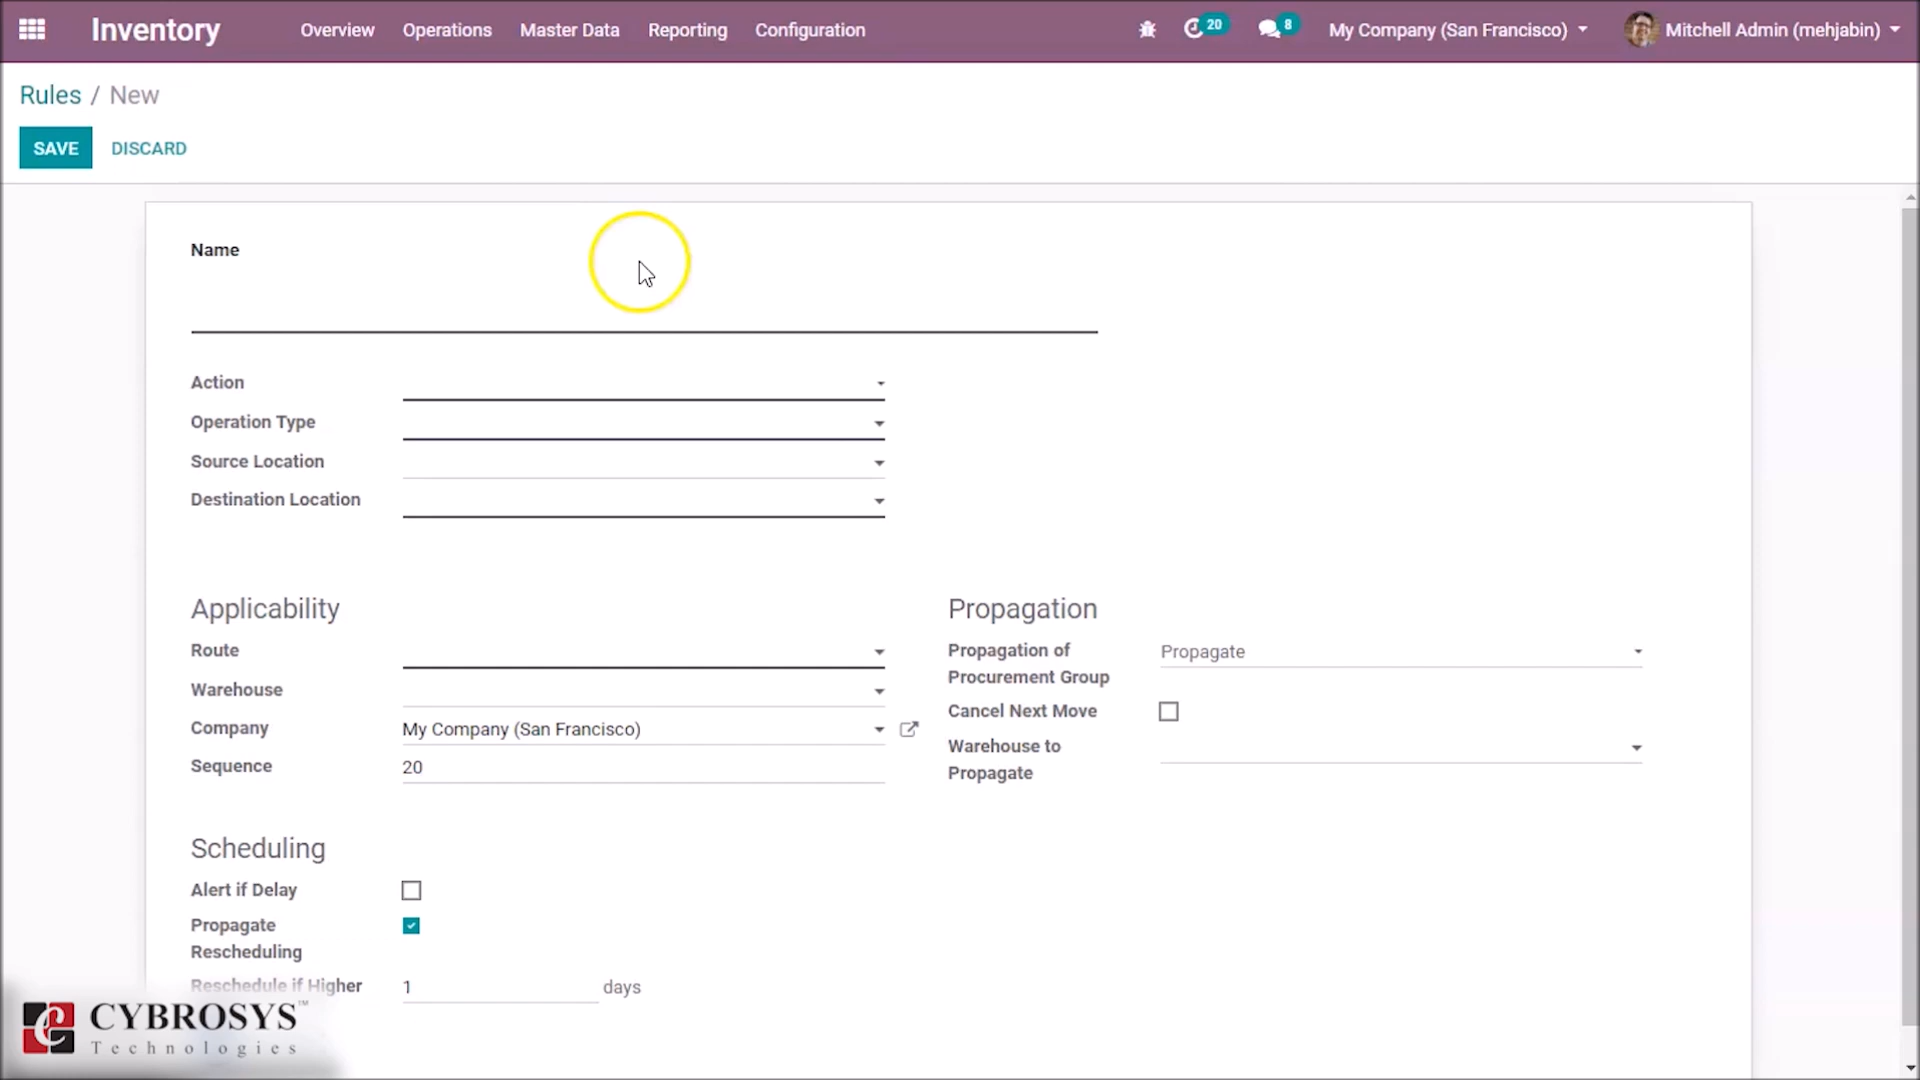 Inventory Overview Operations Master Data Reporting Configuration 20 8 My Company (San Francisco) Mitchell Admin (mehjabin)
Rules / New
SAVE DISCARD
Name
Action
Operation Type
Source Location
Destination Location
Applicability
Route
Warehouse
Company My Company (San Francisco)
Sequence 20
Propagation
Propagation of Procurement Group Propagate
Cancel Next Move
Warehouse to Propagate
Scheduling
Alert if Delay
Propagate
Rescheduling
Reschedule if Higher 1 days
CYBROSYS™
Technologies